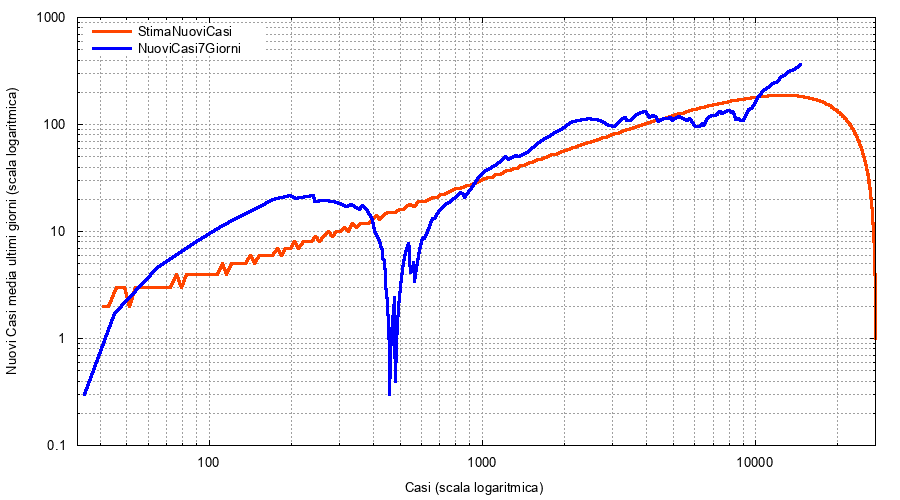 1000
StimaNuoviCasi
NuoviCasi7Giorni
100
10
1
0.1
Nuovi Casi media ultimi giorni (scala logaritmica)
100
1000
10000
Casi (scala logaritmica)